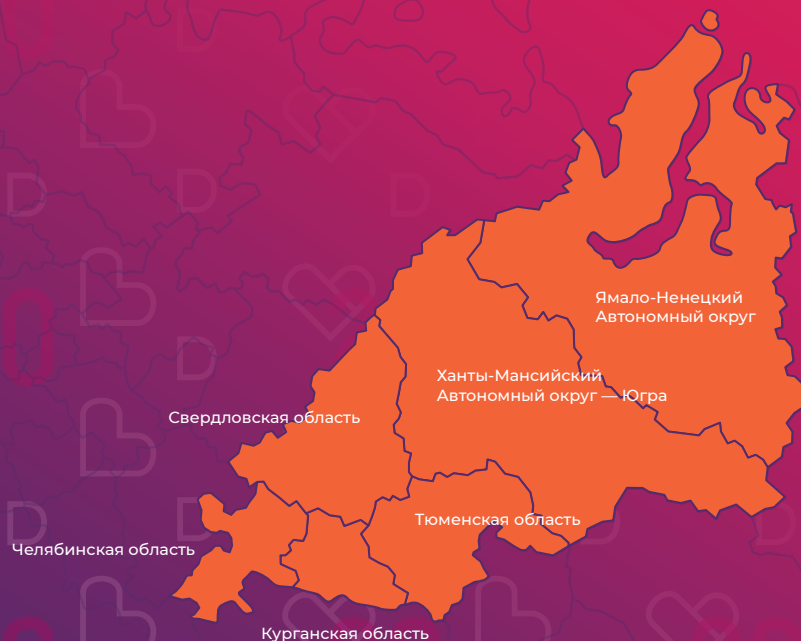 Ямало-Ненецкий
Автономный округ
Ханты-Мансийский
Автономный округ — Югра
Свердловская область
Тюменская область
Челябинская область
Курганская область